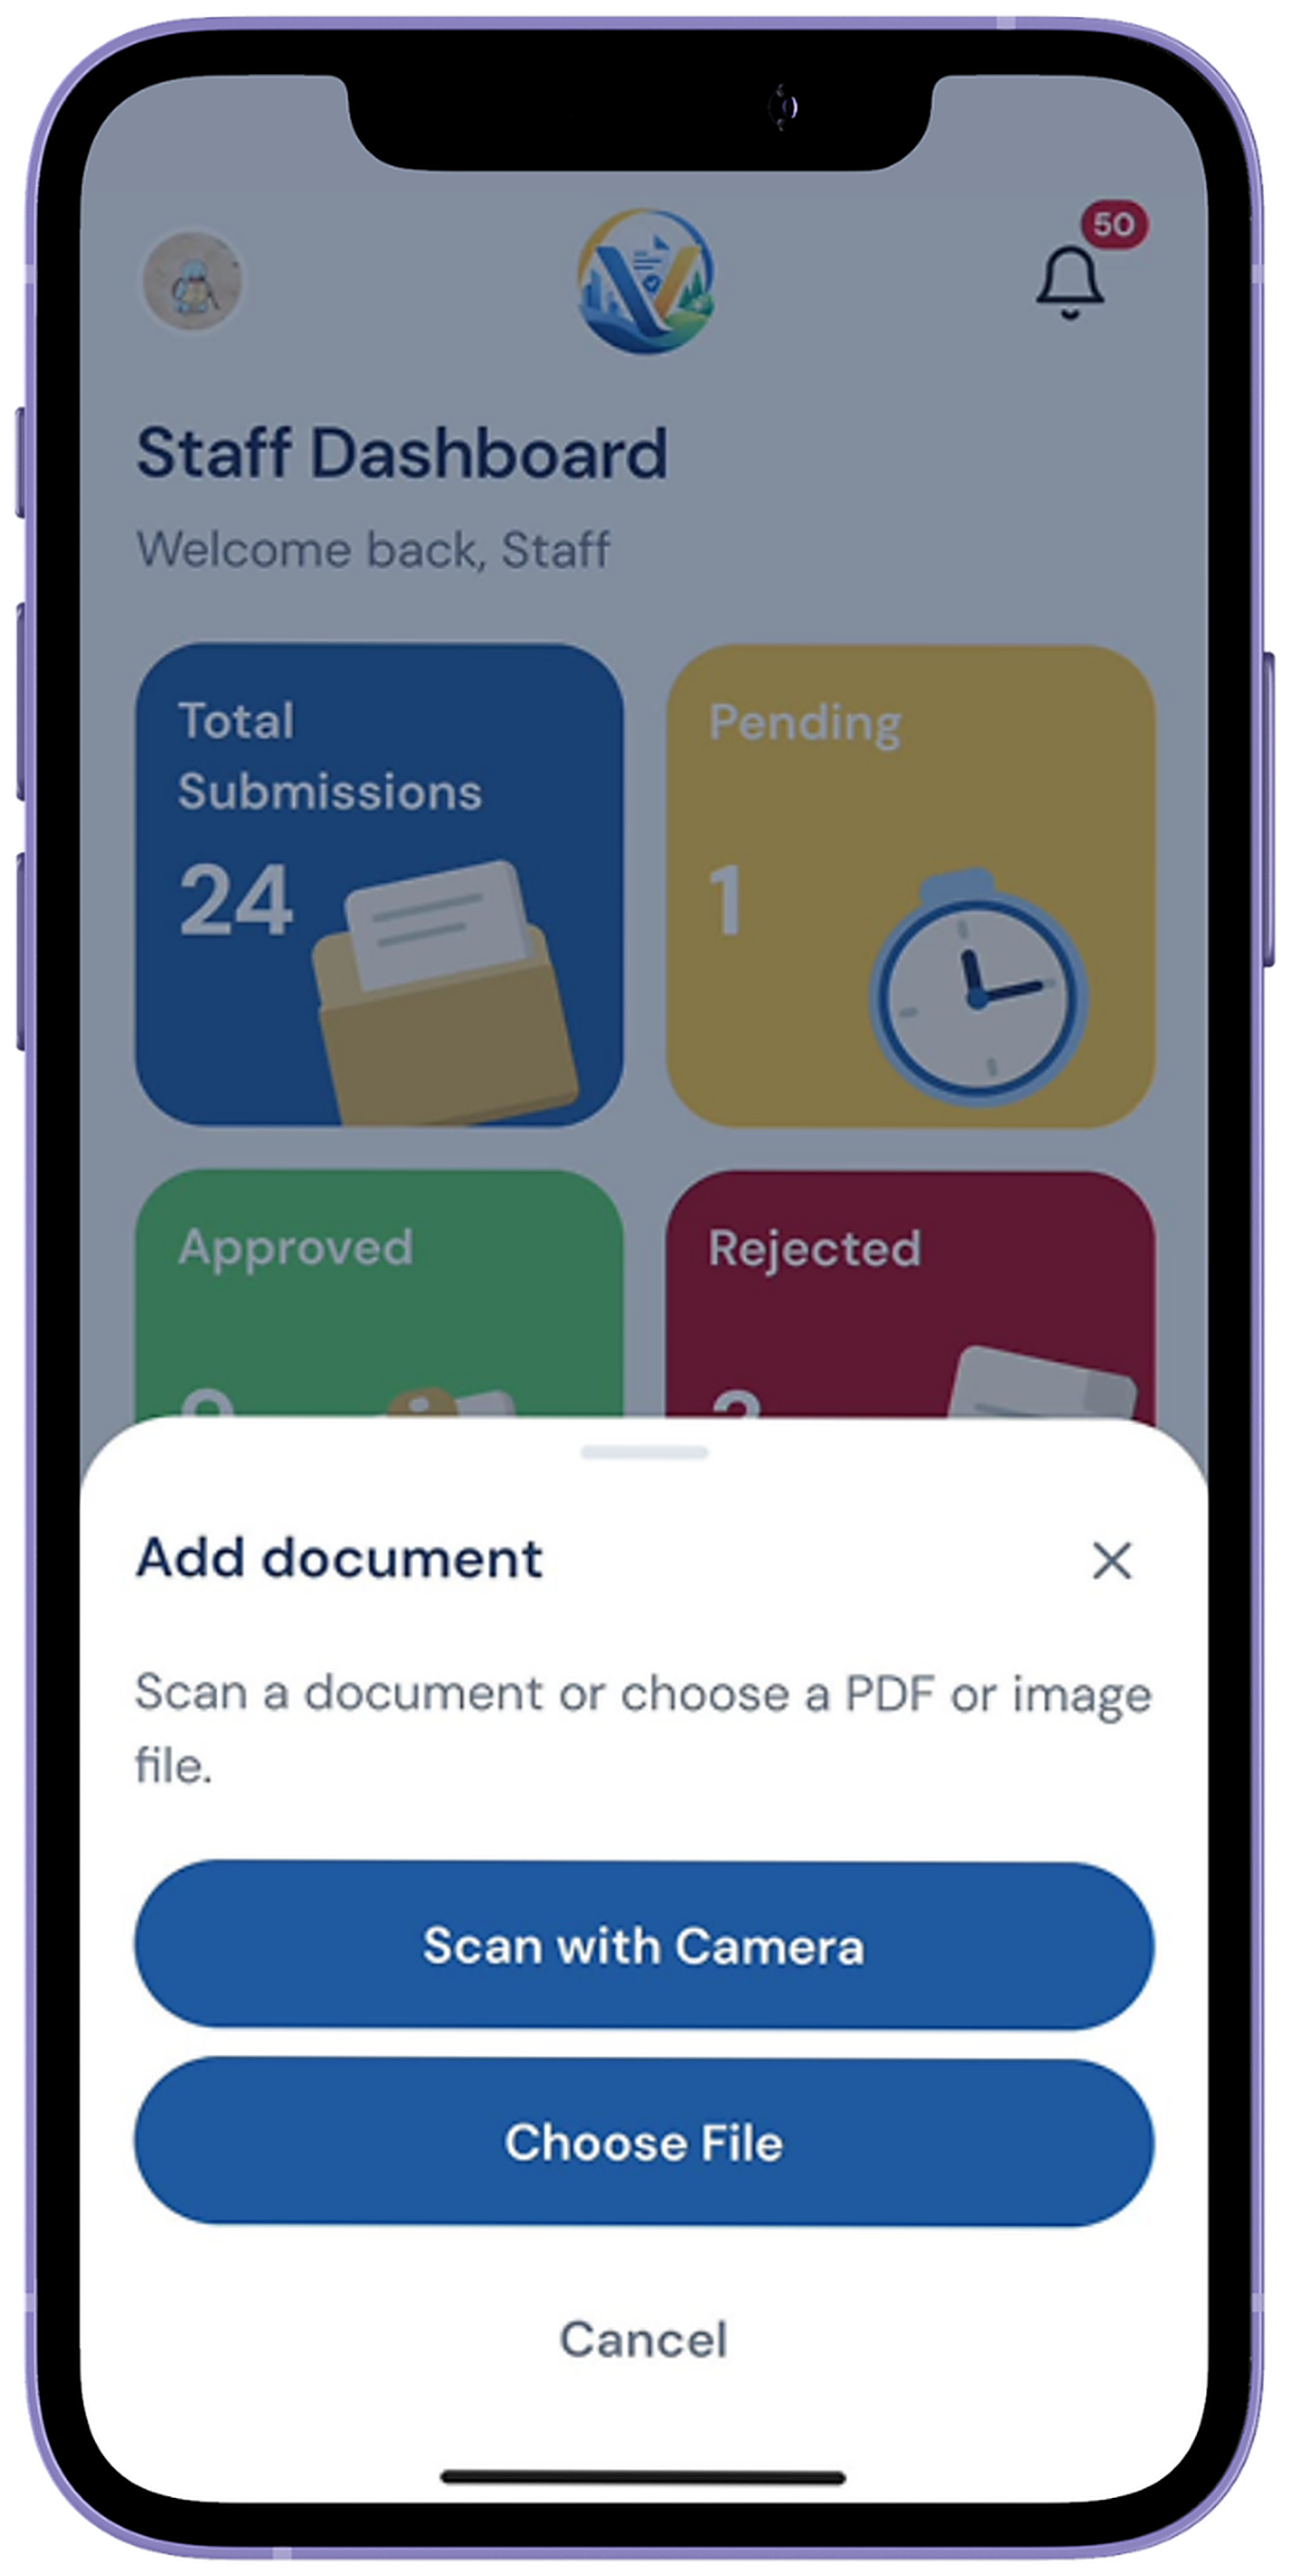 50
Staff Dashboard
Welcome back, Staff
Total
Submissions
24
Pending
1
Approved
Rejected
Add document
Scan a document or choose a PDF or image
file.
Scan with Camera
Choose File
Cancel